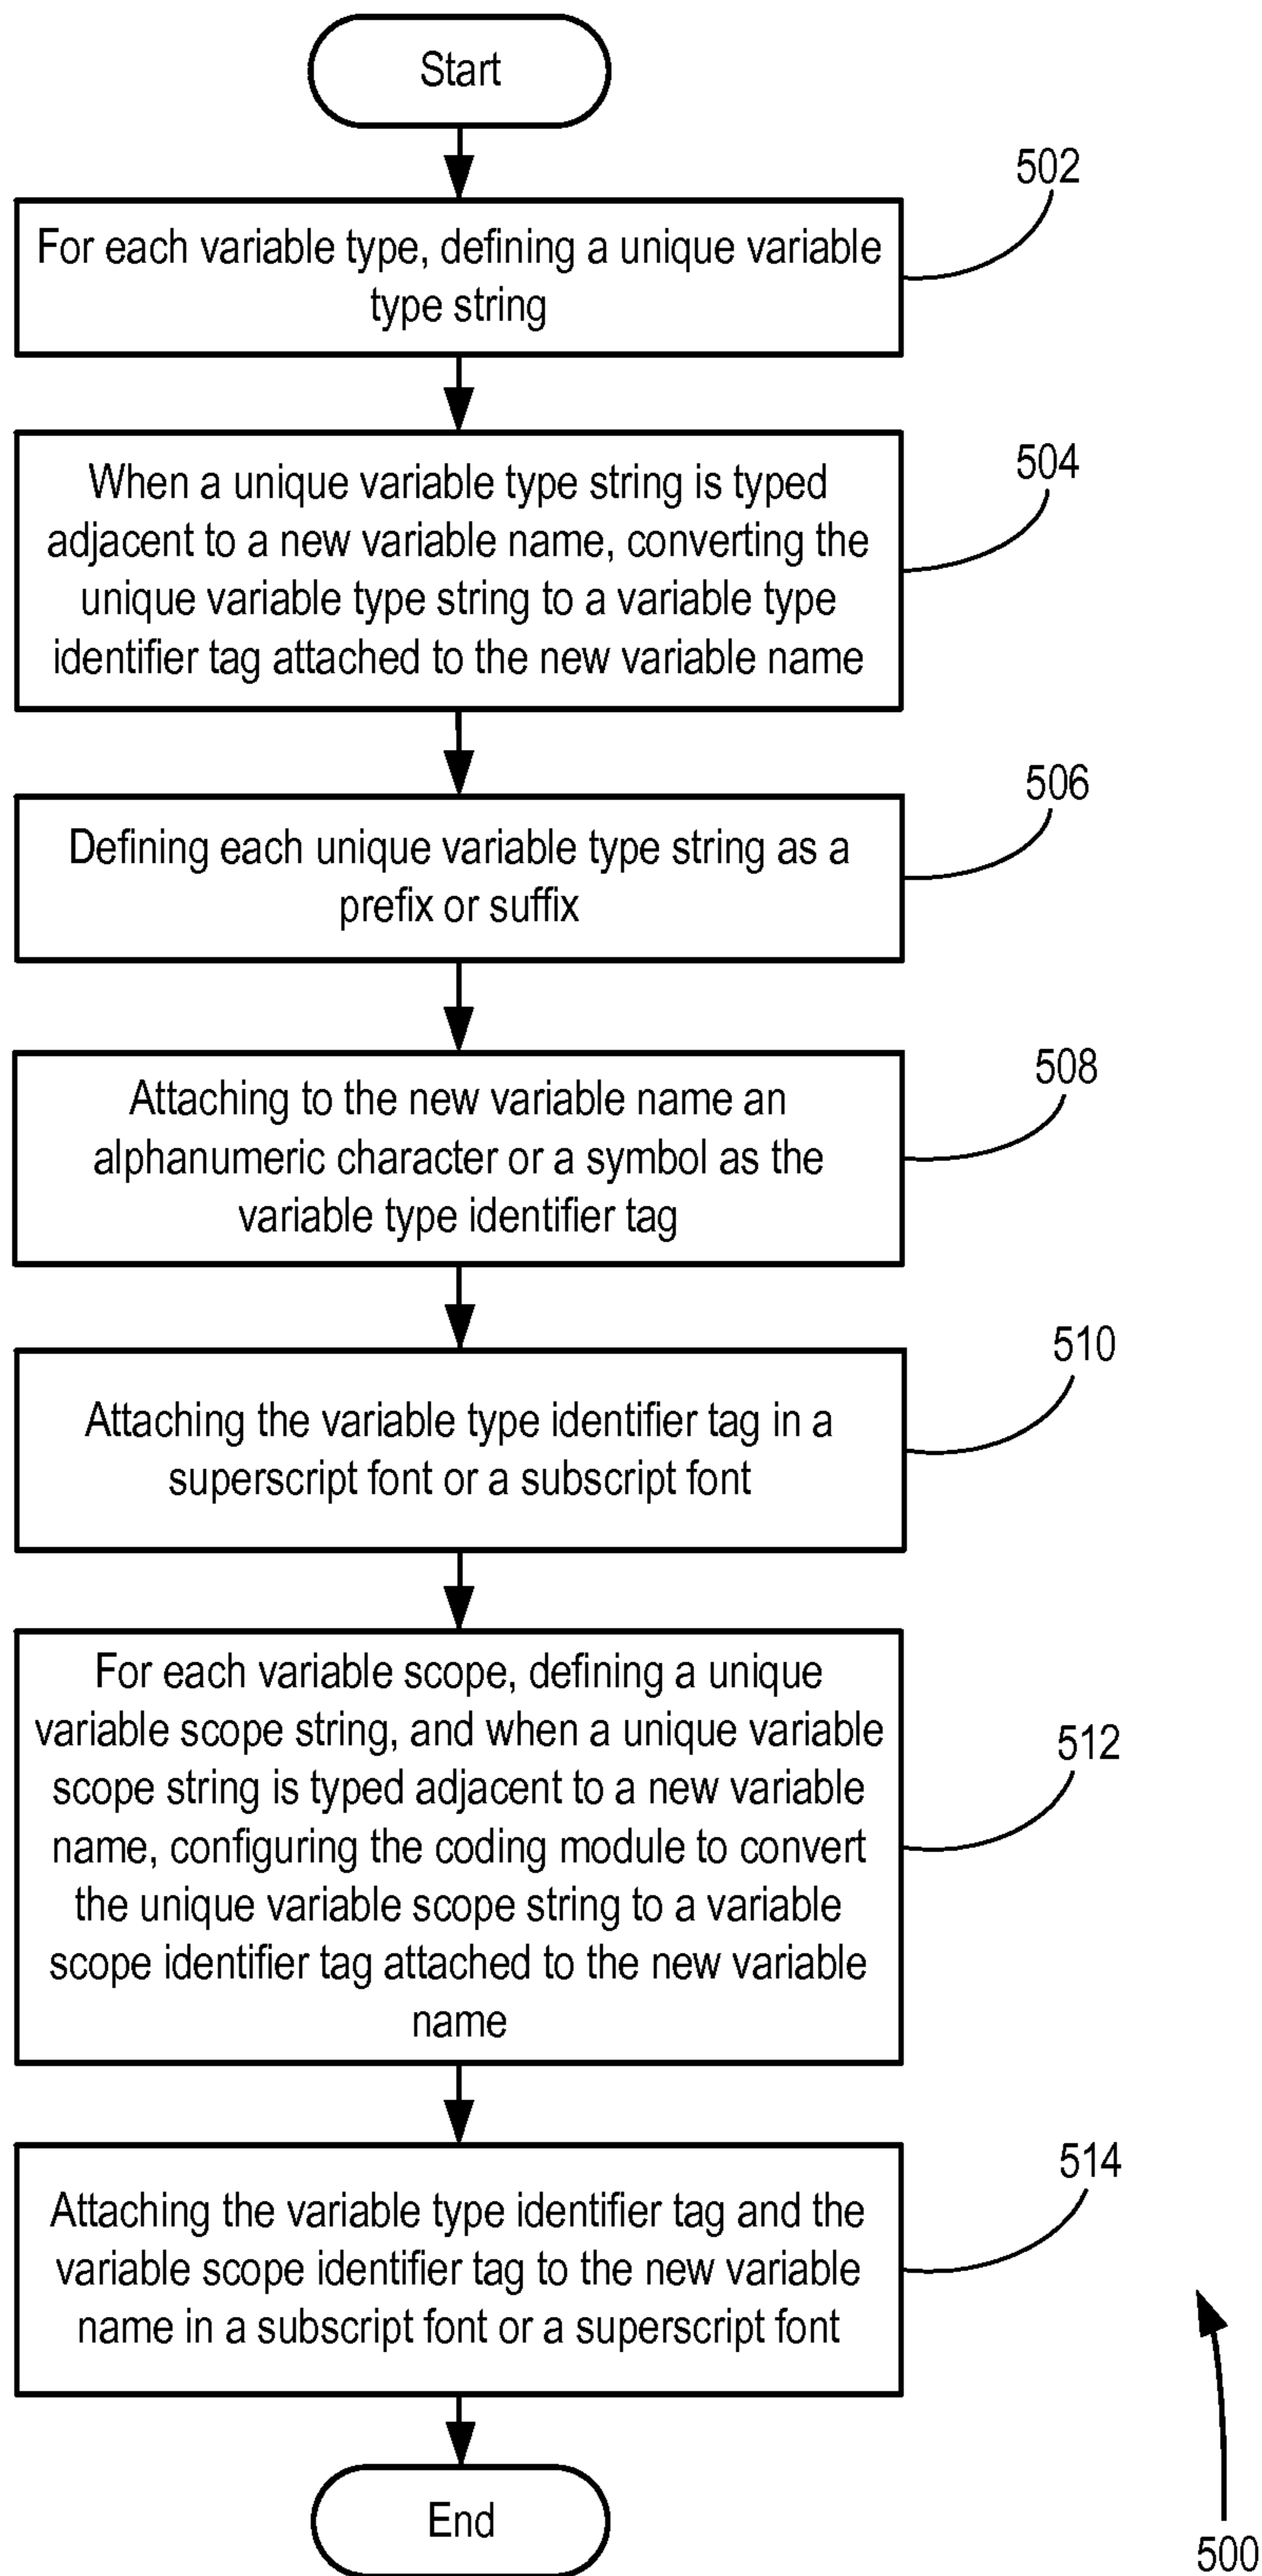 Start
502
For each variable type, defining a unique variable
type string
504
When a unique variable type string is typed
adjacent to a new variable name, converting the
unique variable type string to a variable type
identifier tag attached to the new variable name
506
Defining each unique variable type string as a
prefix or suffix
508
Attaching to the new variable name an
alphanumeric character or a symbol as the
variable type identifier tag
510
Attaching the variable type identifier tag in a
superscript font or a subscript font
For each variable scope, defining a unique
variable scope string, and when a unique variable
512
scope string is typed adjacent to a new variable
name, configuring the coding module to convert
the unique variable scope string to a variable
scope identifier tag attached to the new variable
name
514
Attaching the variable type identifier tag and the
variable scope identifier tag to the new variable
name in a subscript font or a superscript font
End
500